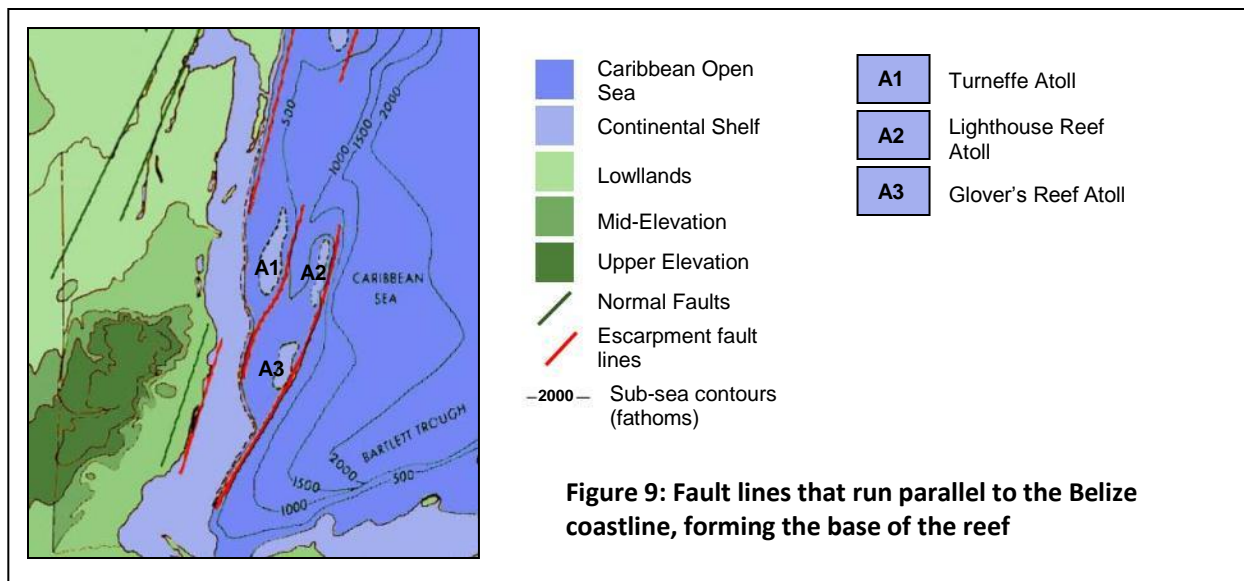 500
1000
1500
2000
A1
A2
CARIBBEAN
SEA
A3
BARTLETT TROUGH
2000
1500
1000
500
Caribbean Open
Sea
Continental Shelf
Lowllands
Mid-Elevation
Upper Elevation
Normal Faults
Escarpment fault
lines
–2000— Sub-sea contours
(fathoms)
A1 Turneffe Atoll
A2 Lighthouse Reef
Atoll
A3 Glover's Reef Atoll
Figure 9: Fault lines that run parallel to the Belize
coastline, forming the base of the reef